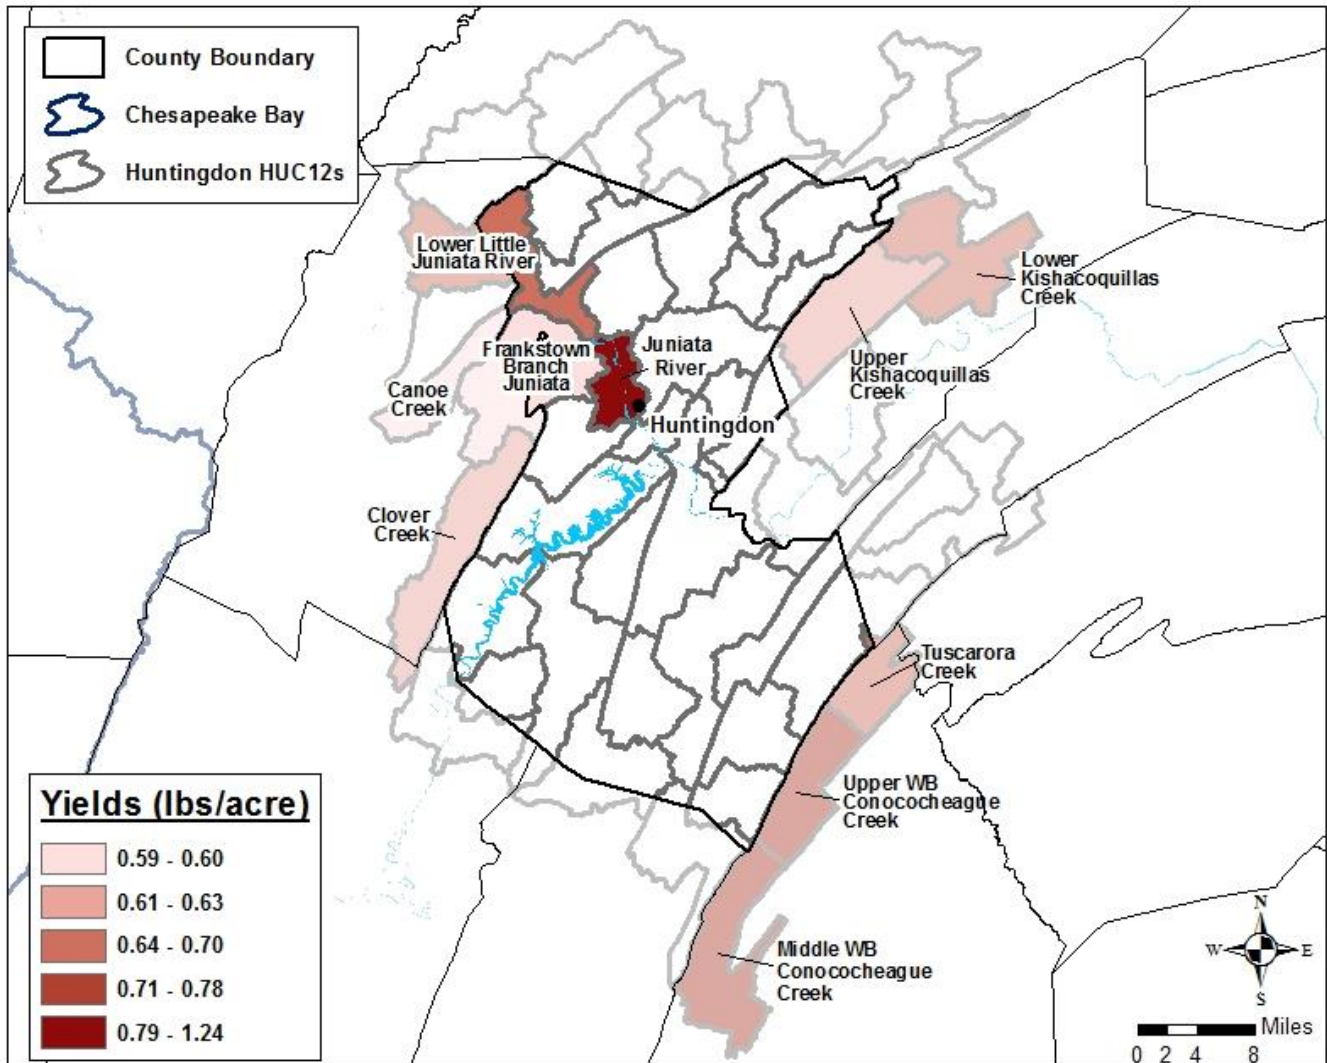 County Boundary
Chesapeake Bay
Huntingdon HUC12s
Lower Little
Juniata River
Lower
Kishacoquillas
Creek
Frankstown
Branch
Juniata
Juniata
River
Upper
Kishacoquillas
Creek
Canoe
Creek
Huntingdon
Clover
Creek
Tuscarora
Creek
Upper WB
Conococheague
Creek
Middle WB
Conococheague
Creek
Yields (lbs/acre)
0.59 - 0.60
0.61 - 0.63
0.64 - 0.70
0.71 - 0.78
0.79 - 1.24
N
W
E
S
Miles
0 2 4 8